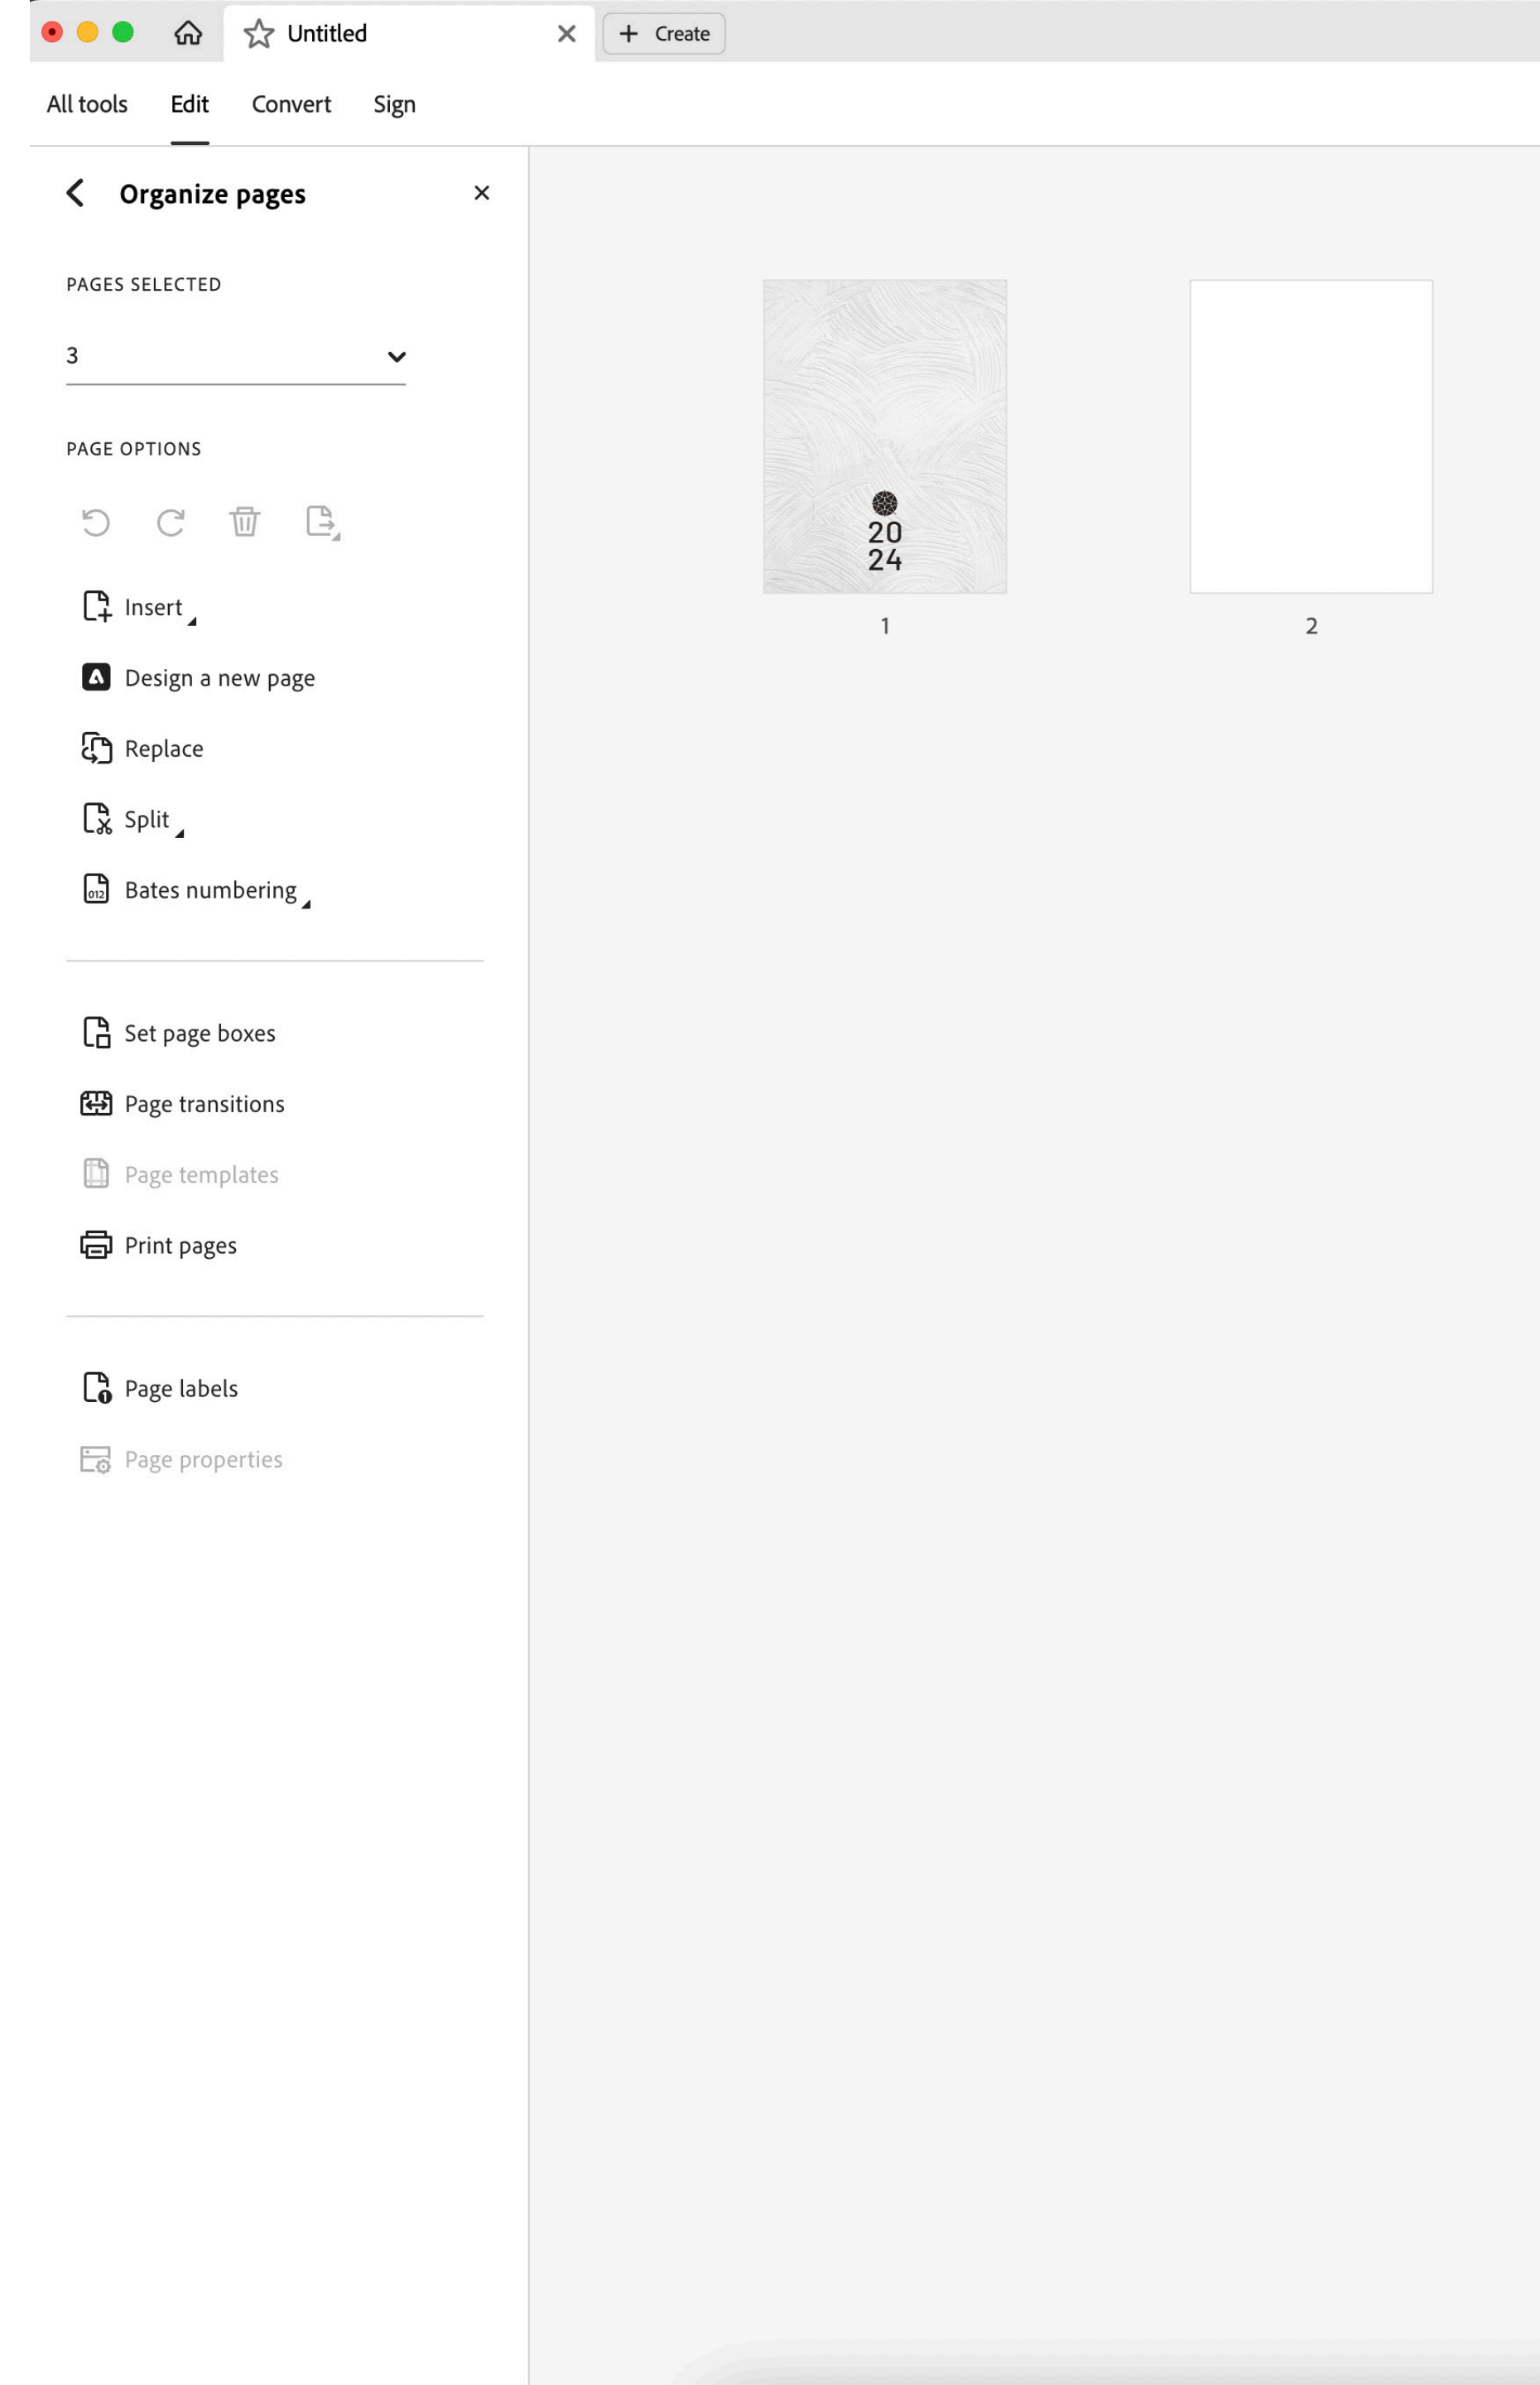 Untitled
Create
All tools Edit Convert Sign
Organize pages
PAGES SELECTED
3
PAGE OPTIONS
Insert
Design a new page
Replace
Split
012 Bates numbering
Set page boxes
Page transitions
Page templates
Print pages
1 Page labels
Page properties
20
24
1
2